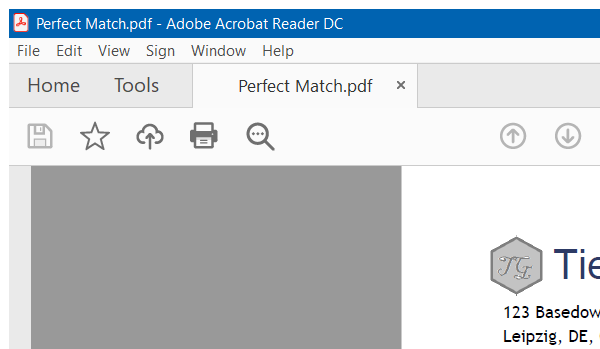 Perfect Match.pdf - Adobe Acrobat Reader DC
File Edit View Sign Window Help
Home Tools Perfect Match.pdf ×
TG Tie
123 Basedow
Leipzig, DE,